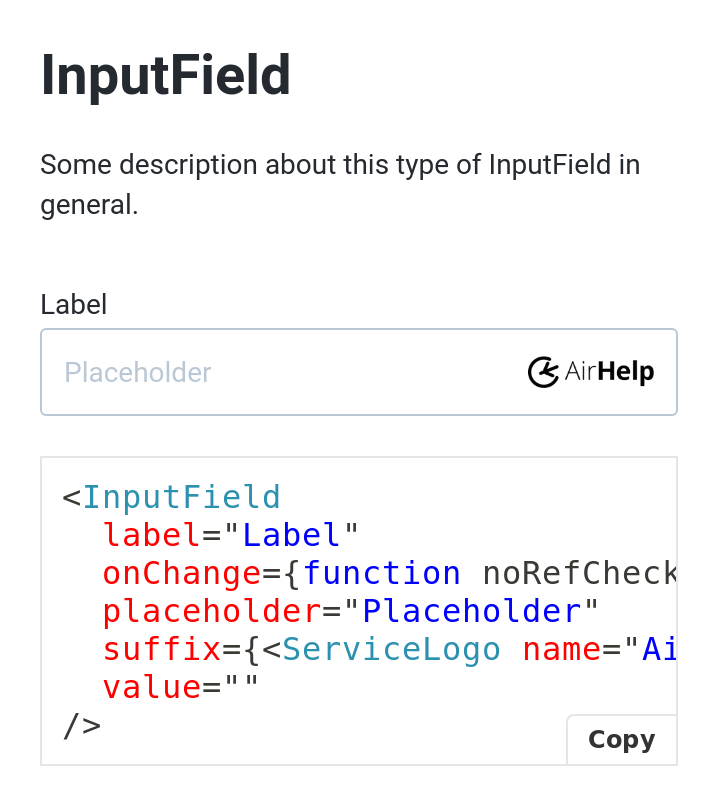 InputField
Some description about this type of InputField in
general.
Label
Placeholder AirHelp
<InputField
  label="Label"
  onChange={function noRefCheck
  placeholder="Placeholder"
  suffix={<ServiceLogo name="Ai
  value=""
/>
Copy